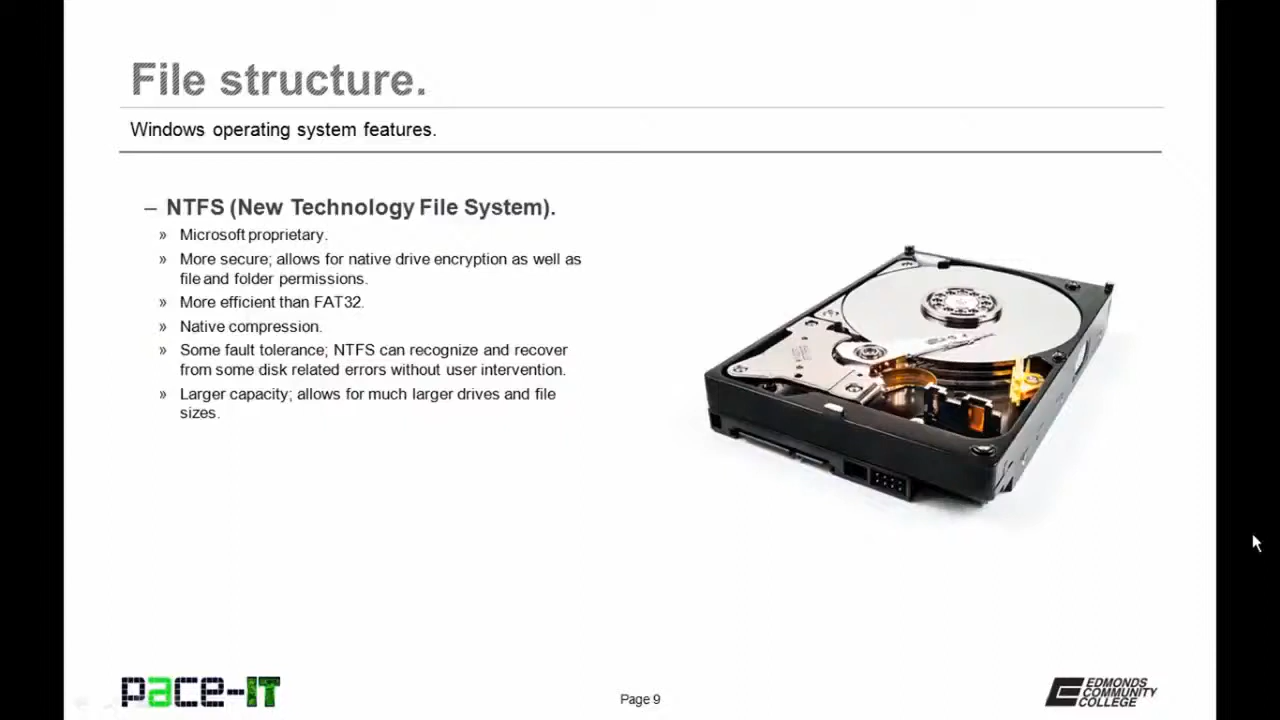 File structure.
Windows operating system features.
– NTFS (New Technology File System).
» Microsoft proprietary.
» More secure; allows for native drive encryption as well as
file and folder permissions.
» More efficient than FAT32.
» Native compression.
» Some fault tolerance; NTFS can recognize and recover
from some disk related errors without user intervention.
» Larger capacity; allows for much larger drives and file
sizes.
pace-IT
Page 9
EDMONDS
COMMUNITY
COLLEGE